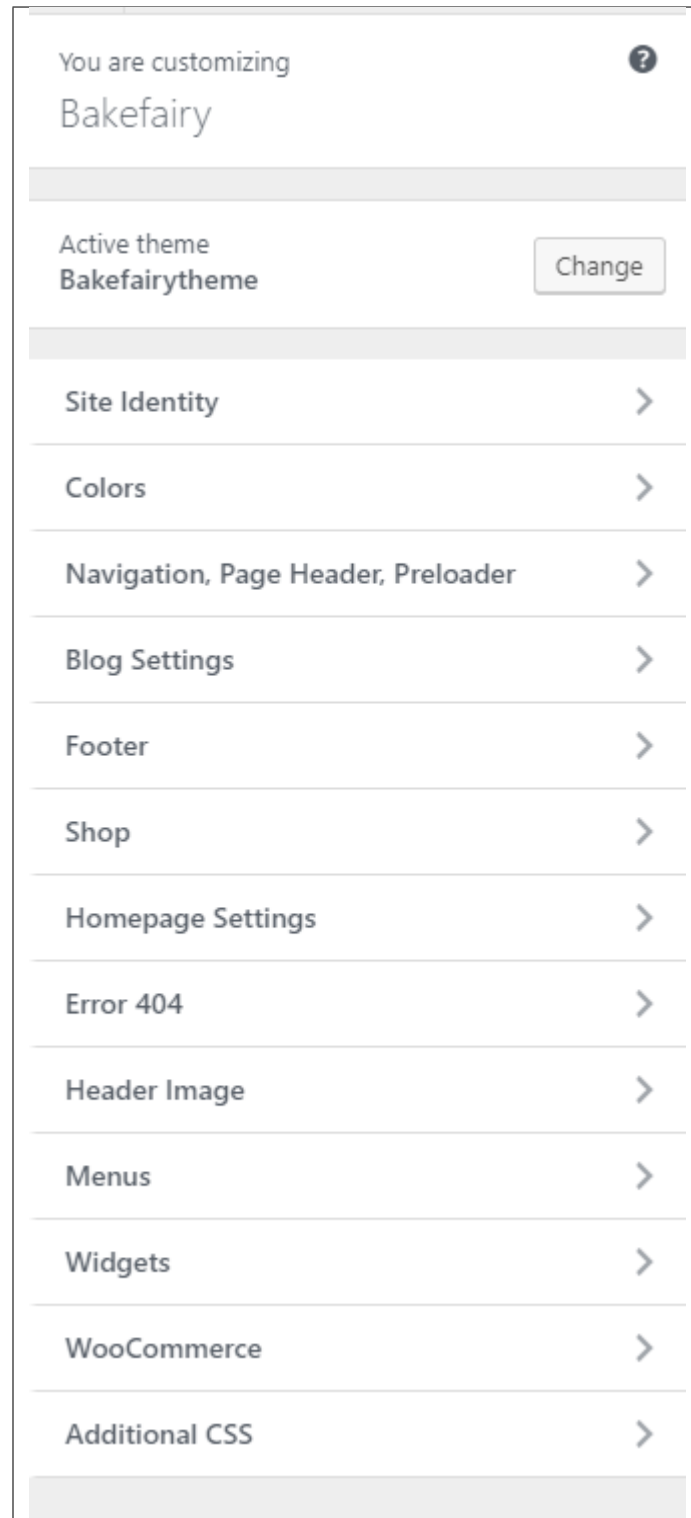 You are customizing
Bakefairy
Active theme
Bakefairytheme
Change
Site Identity
Colors
Navigation, Page Header, Preloader
Blog Settings
Footer
Shop
Homepage Settings
Error 404
Header Image
Menus
Widgets
WooCommerce
Additional CSS